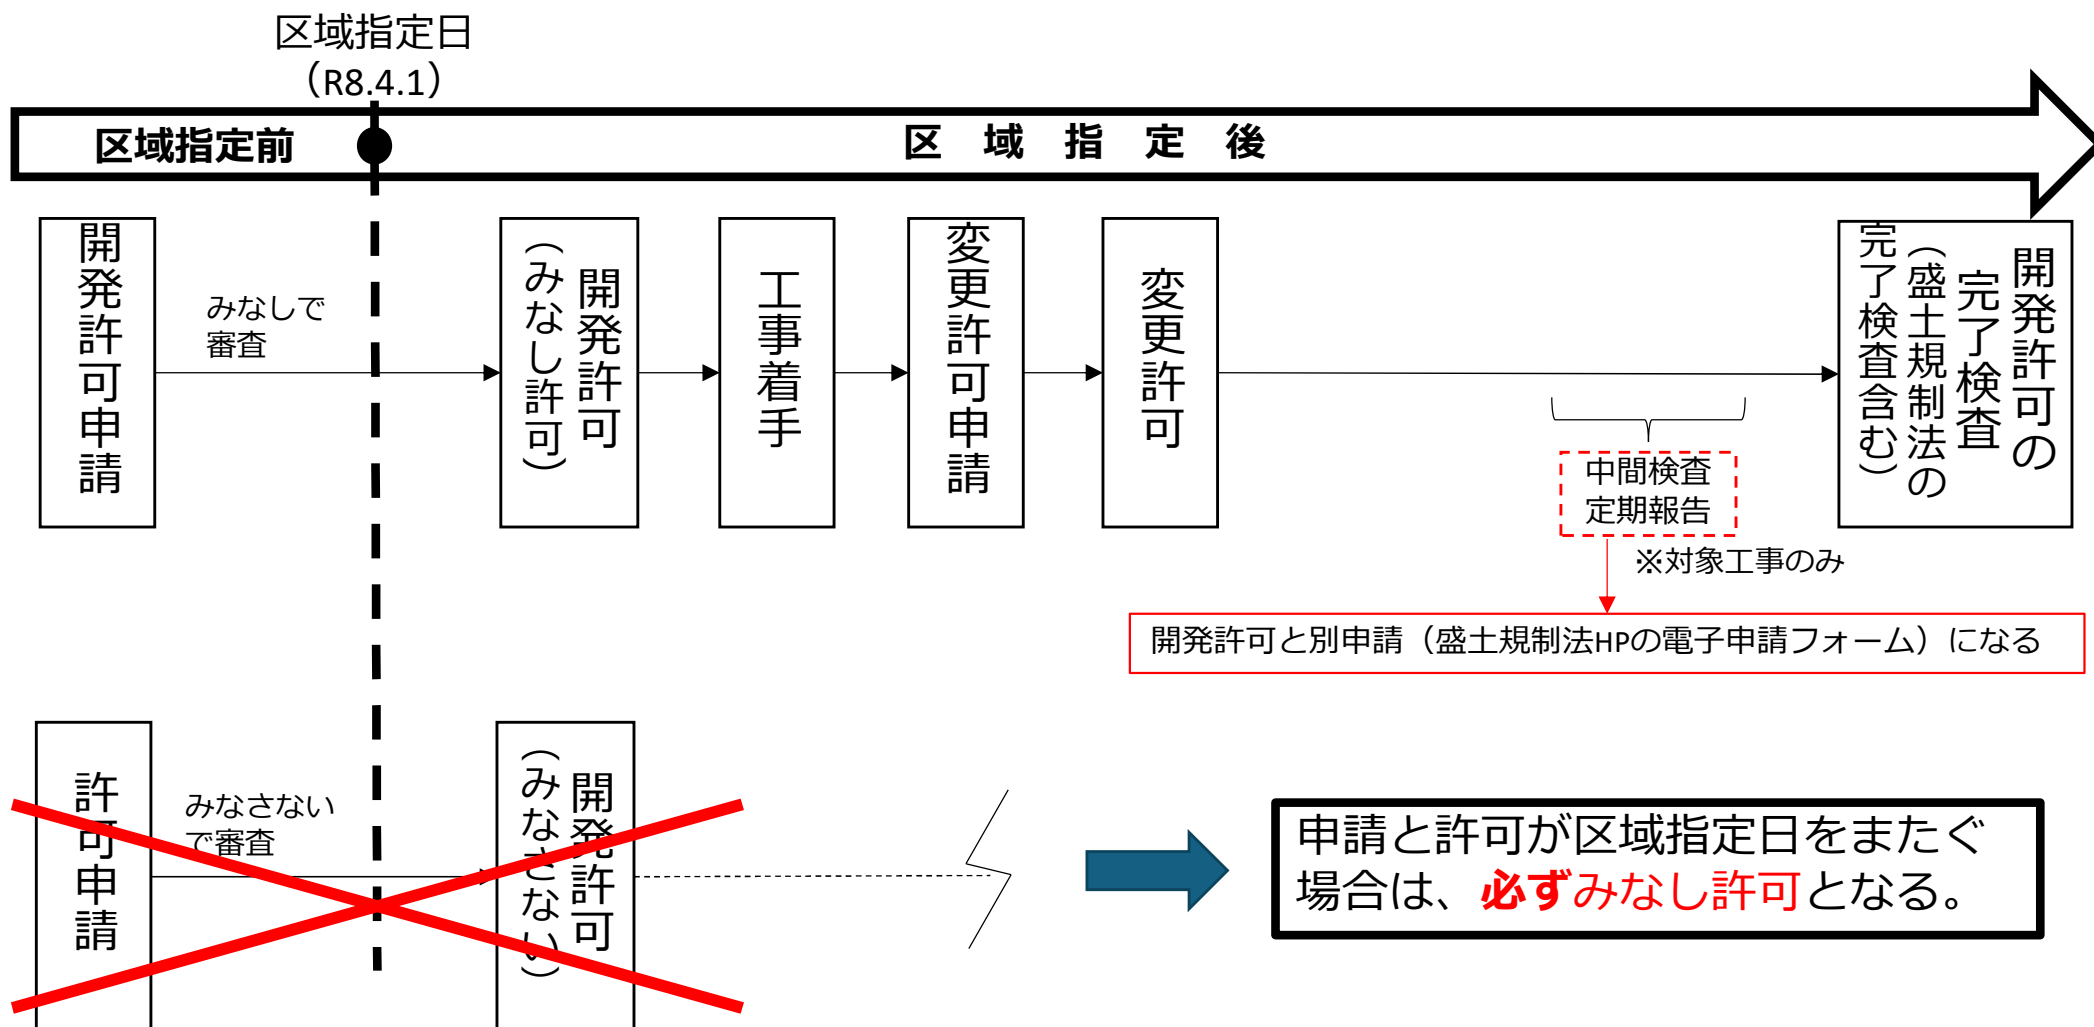 区域指定日
（R8.4.1）
区域指定前
区 域 指 定 後
開発許可申請
みなしで
審査
開発許可
（みなし許可）
工事着手
変更許可申請
変更許可
開発許可の
完了検査
（盛土規制法の
完了検査含む）
中間検査
定期報告
※対象工事のみ
開発許可と別申請（盛土規制法HPの電子申請フォーム）になる
許可申請
みなさない
で審査
開発許可
（みなさない）
申請と許可が区域指定日をまたぐ
場合は、必ずみなし許可となる。